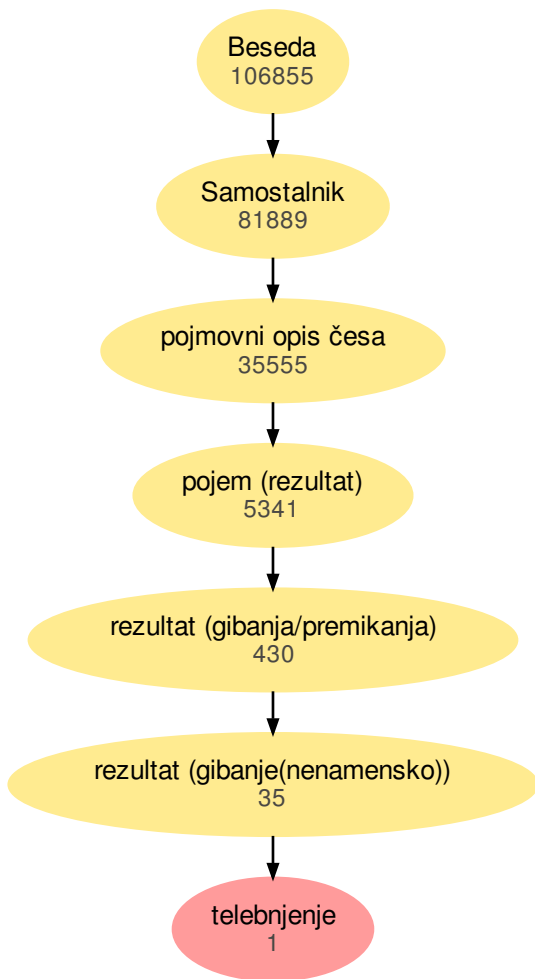 Beseda
106855
Samostalnik
81889
pojmovni opis česa
35555
pojem (rezultat)
5341
rezultat (gibanja/premikanja)
430
rezultat (gibanje(nenamensko))
35
telebnjenje
1